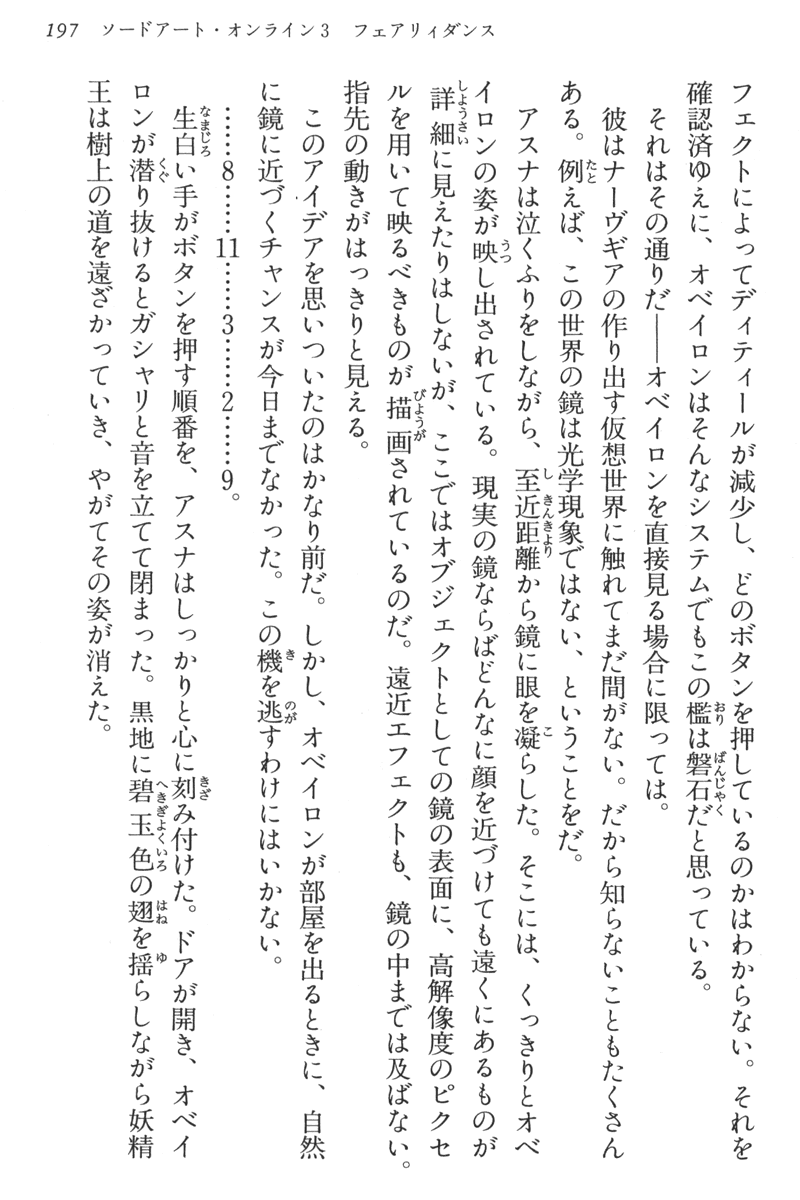 197　ソードアート・オンライン3　フェアリィダンス
フェクトによってディティールが減少し、どのボタンを押しているのかはわからない。それを
確認済ゆえに、オベイロンはそんなシステムでもこの檻は磐石だと思っている。
　それはその通りだ――オベイロンを直接見る場合に限っては。
　彼はナーヴギアの作り出す仮想世界に触れてまだ間がない。だから知らないこともたくさん
ある。例えば、この世界の鏡は光学現象ではない、ということをだ。
　アスナは泣くふりをしながら、至近距離から鏡に眼を凝らした。そこには、くっきりとオベ
イロンの姿が映し出されている。現実の鏡ならばどんなに顔を近づけても遠くにあるものが
詳細に見えたりはしないが、ここではオブジェクトとしての鏡の表面に、高解像度のピクセ
ルを用いて映るべきものが描画されているのだ。遠近エフェクトも、鏡の中までは及ばない。
指先の動きがはっきりと見える。
　このアイデアを思いついたのはかなり前だ。しかし、オベイロンが部屋を出るときに、自然
に鏡に近づくチャンスが今日までなかった。この機を逃すわけにはいかない。
　……8……11……3……2……9。
　生白い手がボタンを押す順番を、アスナはしっかりと心に刻み付けた。ドアが開き、オベイ
ロンが潜り抜けるとガシャリと音を立てて閉まった。黒地に碧玉色の翅を揺らしながら妖精
王は樹上の道を遠ざかっていき、やがてその姿が消えた。